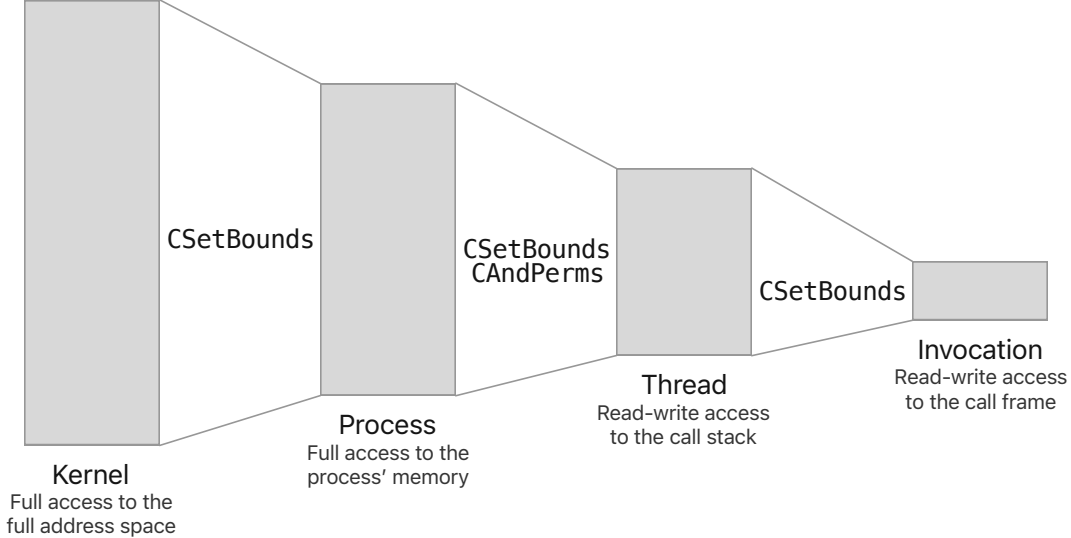 CSetBounds
CSetBounds
CAndPerms
CSetBounds
Kernel
Full access to the
full address space
Process
Full access to the
process’ memory
Thread
Read-write access
to the call stack
Invocation
Read-write access
to the call frame